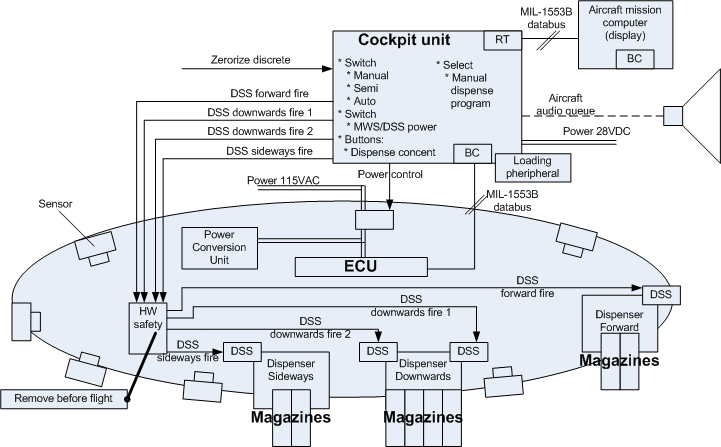 MIL-1553B
databus
Aircraft mission
computer
(display)
BC
Cockpit unit
RT
Zerorize discrete
* Switch
* Manual
* Semi
* Auto
* Switch
* MWS/DSS power
* Buttons:
* Dispense concent
* Select
* Manual
dispense
program
DSS forward fire
DSS downwards fire 1
DSS downwards fire 2
DSS sideways fire
Aircraft
audio queue
Power 28VDC
BC
Loading
pheripheral
Power control
Power 115VAC
MIL-1553B
databus
Sensor
Power
Conversion
Unit
ECU
DSS
forward fire
DSS
HW
safety
DSS
downwards fire 1
DSS
downwards fire 2
DSS
sideways fire
DSS
DSS
DSS
Dispenser
Forward
Magazines
Dispenser
Sideways
Dispenser
Downwards
Magazines
Magazines
Remove before flight